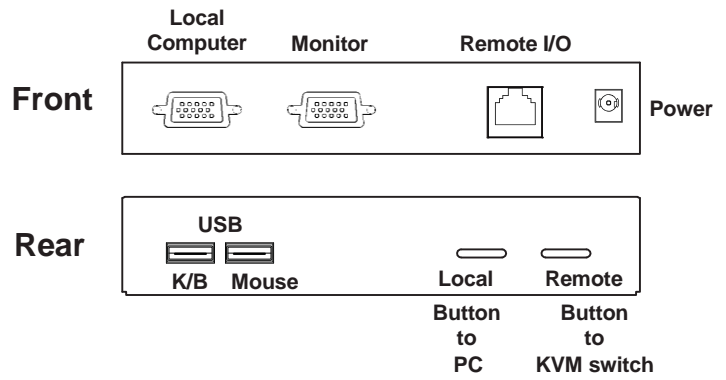 Local
Computer Monitor Remote I/O
Front
Power
USB
Rear
K/B Mouse Local Remote
Button Button
to to
PC KVM switch